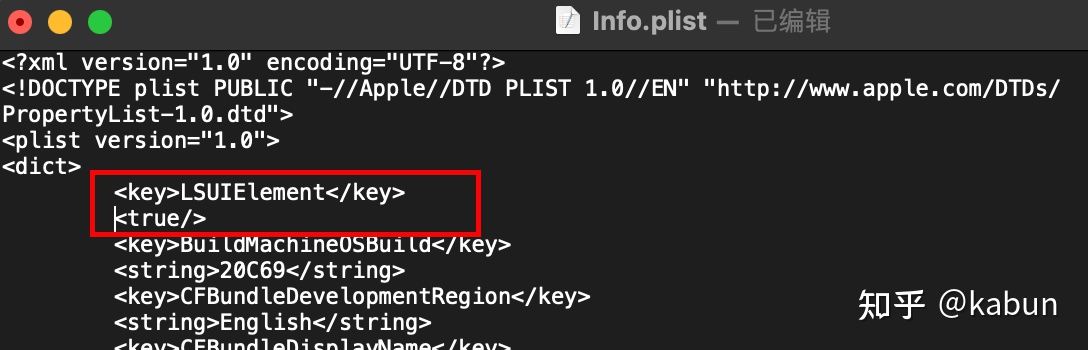 Info.plist — 已编辑
<?xml version="1.0" encoding="UTF-8"?>
<!DOCTYPE plist PUBLIC "-//Apple//DTD PLIST 1.0//EN" "http://www.apple.com/DTDs/
PropertyList-1.0.dtd">
<plist version="1.0">
<dict>
<key>LSUIElement</key>
<true/>
<key>BuildMachineOSBuild</key>
<string>20C69</string>
<key>CFBundleDevelopmentRegion</key>
<string>English</string>
<key>CFBundleDisplayName</key>
知乎 @kabun